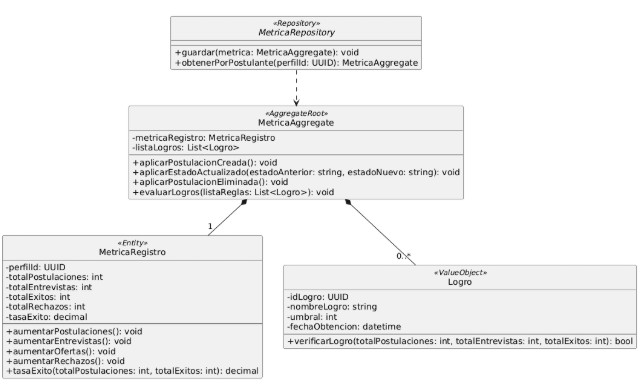 «Repository»
MetricaRepository
+guardar(metrica: MetricaAggregate): void
+obtenerPorPostulante(perfilId: UUID): MetricaAggregate
«AggregateRoot»
MetricaAggregate
-metricaRegistro: MetricaRegistro
-listaLogros: List<Logro>
+aplicarPostulacionCreada(): void
+aplicarEstadoActualizado(estadoAnterior: string, estadoNuevo: string): void
+aplicarPostulacionEliminada(): void
+evaluarLogros(listaReglas: List<Logro>): void
1
0..*
«Entity»
MetricaRegistro
-perfilId: UUID
-totalPostulaciones: int
-totalEntrevistas: int
-totalExitos: int
-totalRechazos: int
-tasaExito: decimal
+aumentarPostulaciones(): void
+aumentarEntrevistas(): void
+aumentarOfertas(): void
+aumentarRechazos(): void
+tasaExito(totalPostulaciones: int, totalExitos: int): decimal
«ValueObject»
Logro
-idLogro: UUID
-nombreLogro: string
-umbral: int
-fechaObtencion: datetime
+verificarLogro(totalPostulaciones: int, totalEntrevistas: int, totalExitos: int): bool